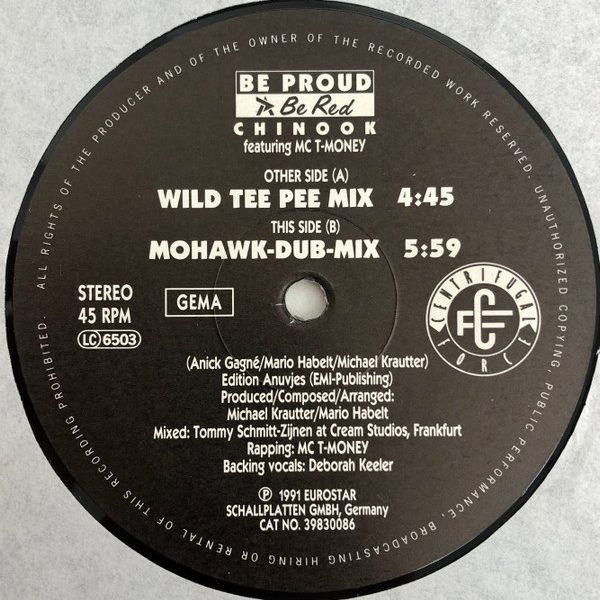 ALL RIGHTS OF THE PRODUCER AND OF THE OWNER OF THE RECORDED WORK RESERVED. UNAUTHORIZED COPYING, PUBLIC PERFORMANCE, BROADCASTING HIRING OR RENTAL OF THIS RECORDING PROHIBITED.
BE PROUD
Be Red
CHINOOK
featuring MC T-MONEY
OTHER SIDE (A)
WILD TEE PEE MIX 4:45
THIS SIDE (B)
MOHAWK-DUB-MIX 5:59
STEREO
45 RPM
LC 6503
GEMA
CENTRIFUGAL
CF
FORCE
(Anick Gagné/Mario Habelt/Michael Krautter)
Edition Anuvjes (EMI-Publishing)
Produced/Composed/Arranged:
Michael Krautter/Mario Habelt
Mixed: Tommy Schmitt-Zijnen at Cream Studios, Frankfurt
Rapping: MC T-MONEY
Backing vocals: Deborah Keeler
℗ 1991 EUROSTAR
SCHALLPLATTEN GMBH, Germany
CAT NO. 39830086